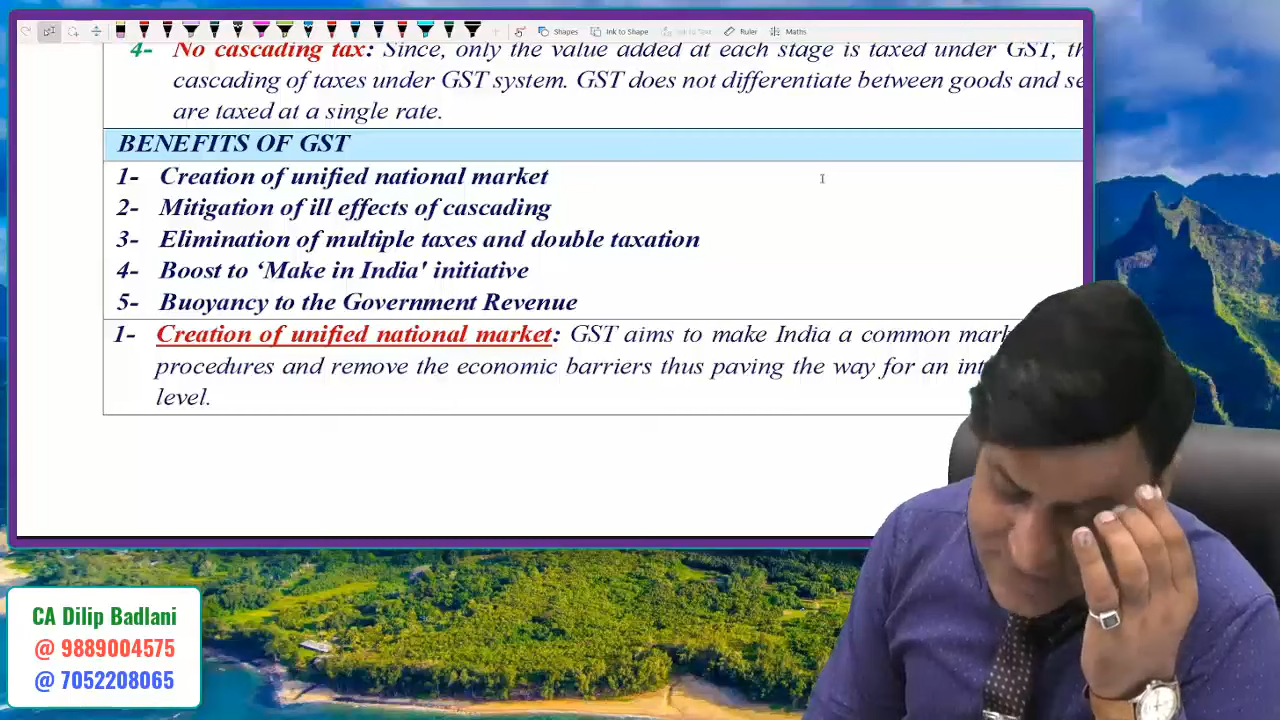 Shapes Ink to Shape Ink to Text Ruler Maths
4- No cascading tax: Since, only the value added at each stage is taxed under GST,
cascading of taxes under GST system. GST does not differentiate between goods and
are taxed at a single rate.
BENEFITS OF GST
1- Creation of unified national market
2- Mitigation of ill effects of cascading
3- Elimination of multiple taxes and double taxation
4- Boost to ‘Make in India' initiative
5- Buoyancy to the Government Revenue
1- Creation of unified national market: GST aims to make India a common
procedures and remove the economic barriers thus paving the way for an
level.
CA Dilip Badlani
@ 9889004575
@ 7052208065